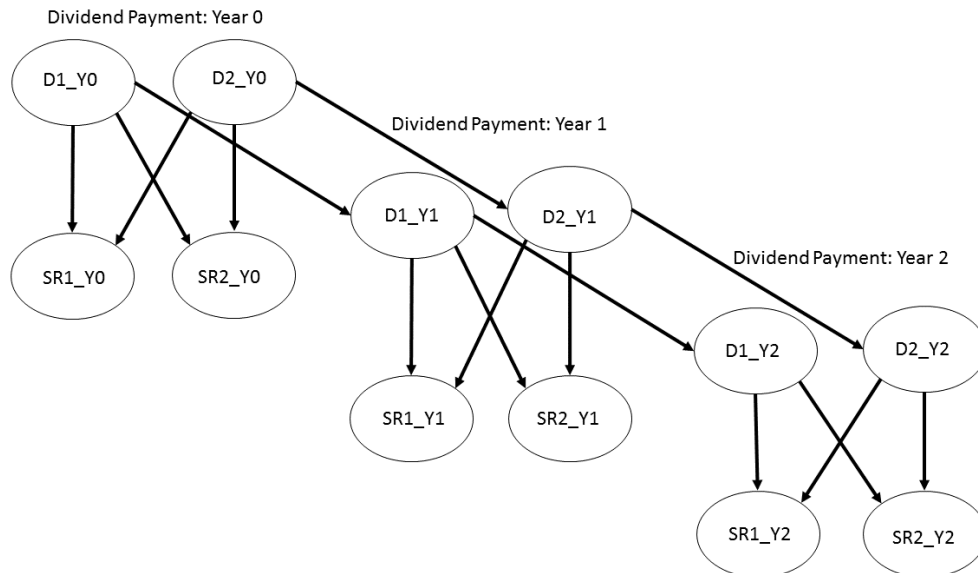 Dividend Payment: Year 0
D1_Y0
D2_Y0
Dividend Payment: Year 1
D1_Y1
D2_Y1
SR1_Y0
SR2_Y0
Dividend Payment: Year 2
D1_Y2
D2_Y2
SR1_Y1
SR2_Y1
SR1_Y2
SR2_Y2